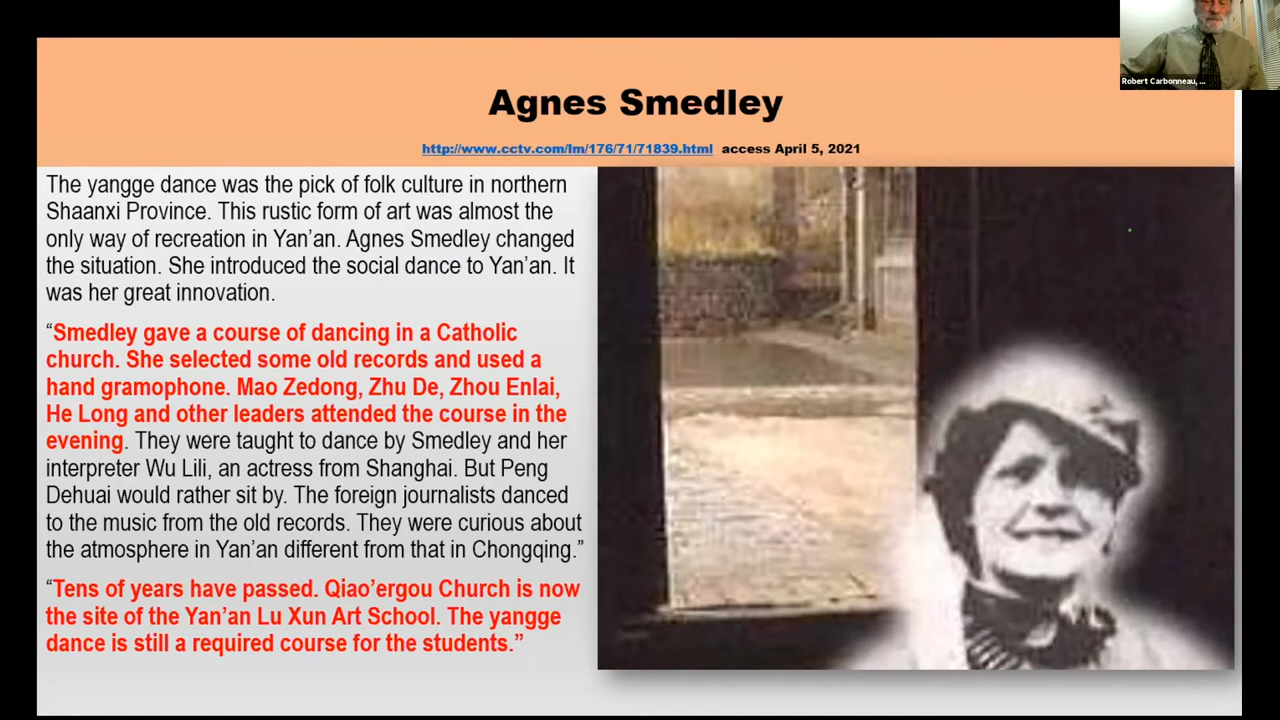 Robert Carbonneau, ...
Agnes Smedley
http://www.cctv.com/lm/176/71/71839.html access April 5, 2021
The yangge dance was the pick of folk culture in northern
Shaanxi Province. This rustic form of art was almost the
only way of recreation in Yan’an. Agnes Smedley changed
the situation. She introduced the social dance to Yan’an. It
was her great innovation.
“Smedley gave a course of dancing in a Catholic
church. She selected some old records and used a
hand gramophone. Mao Zedong, Zhu De, Zhou Enlai,
He Long and other leaders attended the course in the
evening. They were taught to dance by Smedley and her
interpreter Wu Lili, an actress from Shanghai. But Peng
Dehuai would rather sit by. The foreign journalists danced
to the music from the old records. They were curious about
the atmosphere in Yan’an different from that in Chongqing.”
“Tens of years have passed. Qiao’ergou Church is now
the site of the Yan’an Lu Xun Art School. The yangge
dance is still a required course for the students.”